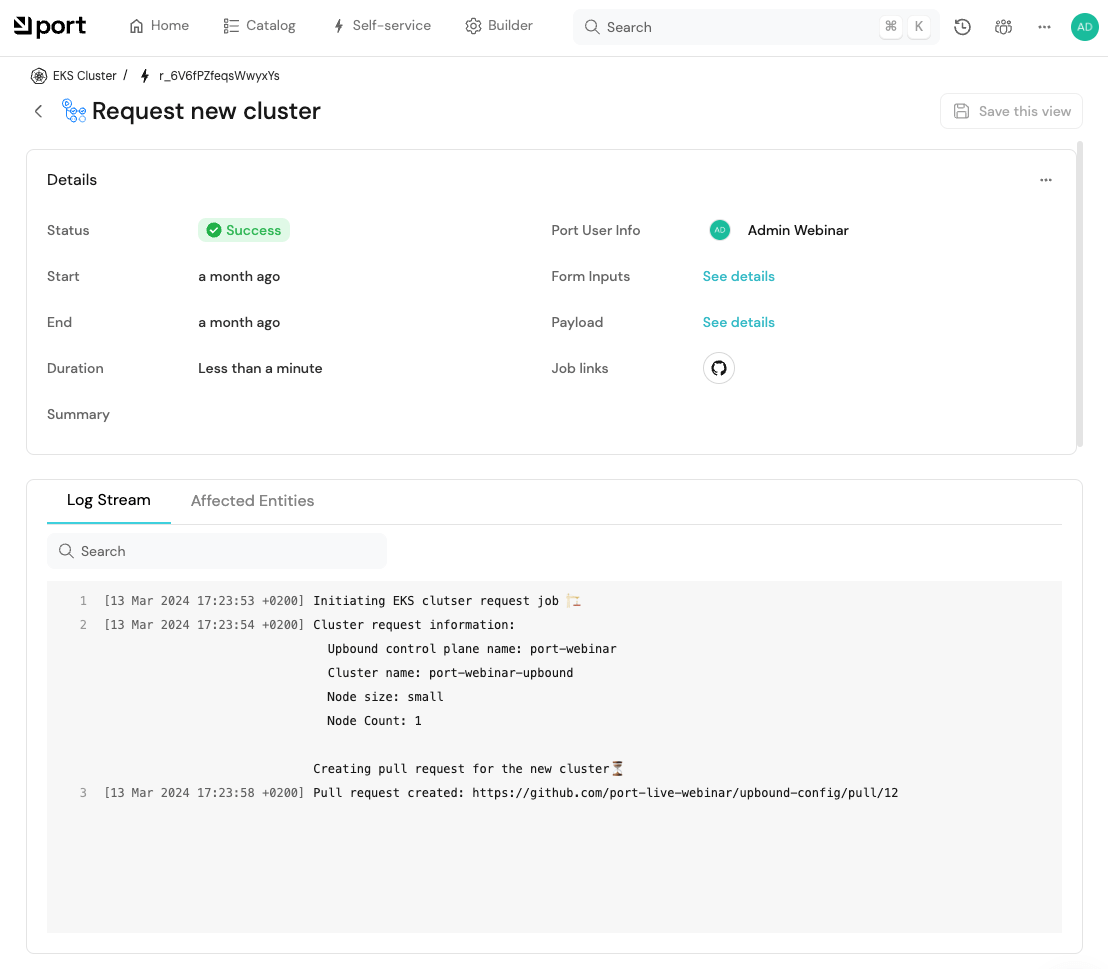 port Home Catalog Self-service Builder Search ⌘ K AD
EKS Cluster / r_6V6fPZfeqsWwyxYs
Request new cluster Save this view
Details
Status Success Port User Info AD Admin Webinar
Start a month ago Form Inputs See details
End a month ago Payload See details
Duration Less than a minute Job links
Summary
Log Stream Affected Entities
Search
1 [13 Mar 2024 17:23:53 +0200] Initiating EKS clutser request job 🏗️
2 [13 Mar 2024 17:23:54 +0200] Cluster request information:
Upbound control plane name: port-webinar
Cluster name: port-webinar-upbound
Node size: small
Node Count: 1
Creating pull request for the new cluster⏳
3 [13 Mar 2024 17:23:58 +0200] Pull request created: https://github.com/port-live-webinar/upbound-config/pull/12